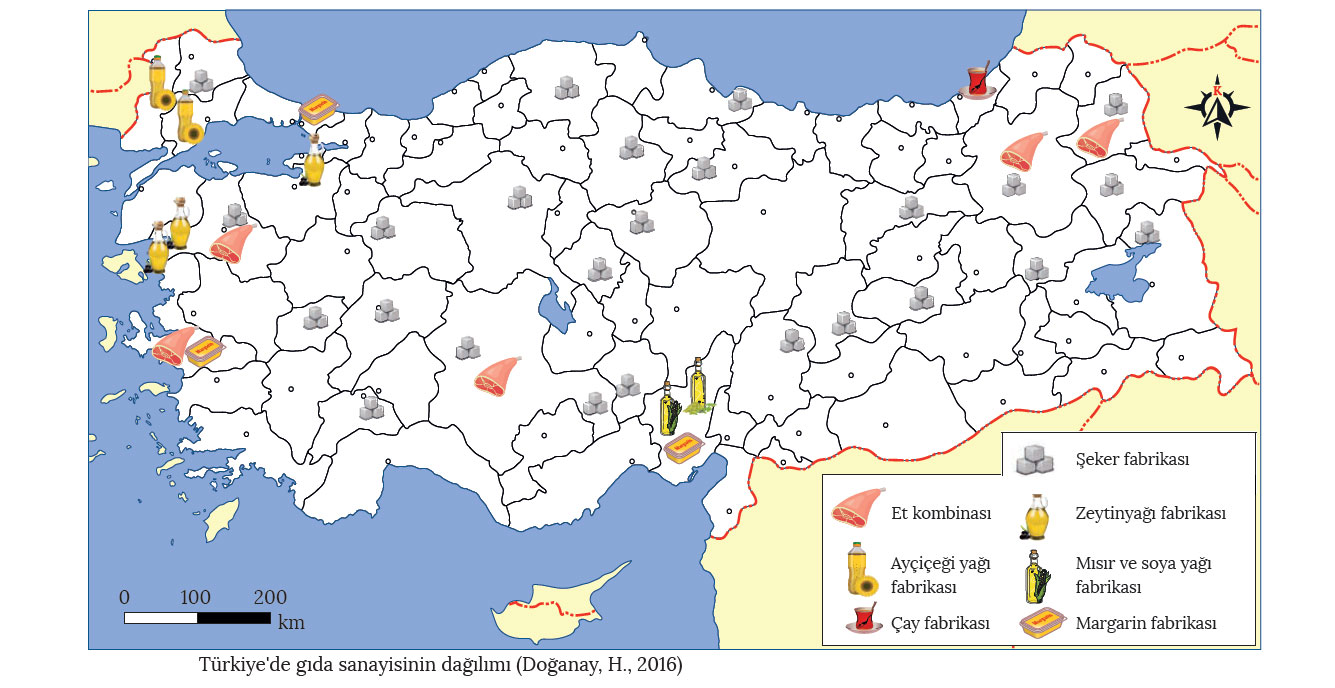 K
Şeker fabrikası
Et kombinası
Zeytinyağı fabrikası
Ayçiçeği yağı
fabrikası
Mısır ve soya yağı
fabrikası
Çay fabrikası
Margarin fabrikası
0 100 200
km
Türkiye'de gıda sanayisinin dağılımı (Doğanay, H., 2016)